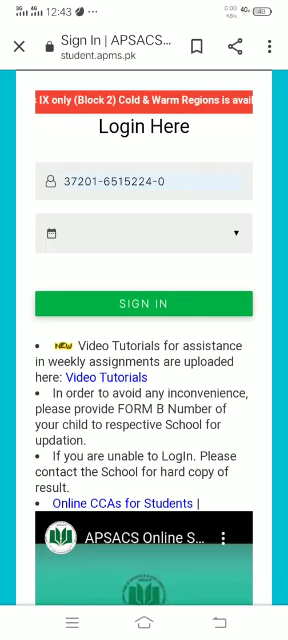 12:43
0.00
KB/s
4G
49
Sign In | APSACS...
student.apms.pk
IX only (Block 2) Cold & Warm Regions is avail
Login Here
37201-6515224-0
SIGN IN
• NEW Video Tutorials for assistance
in weekly assignments are uploaded
here: Video Tutorials
• In order to avoid any inconvenience,
please provide FORM B Number of
your child to respective School for
updation.
• If you are unable to LogIn. Please
contact the School for hard copy of
result.
• Online CCAs for Students |
APSACS Online S...